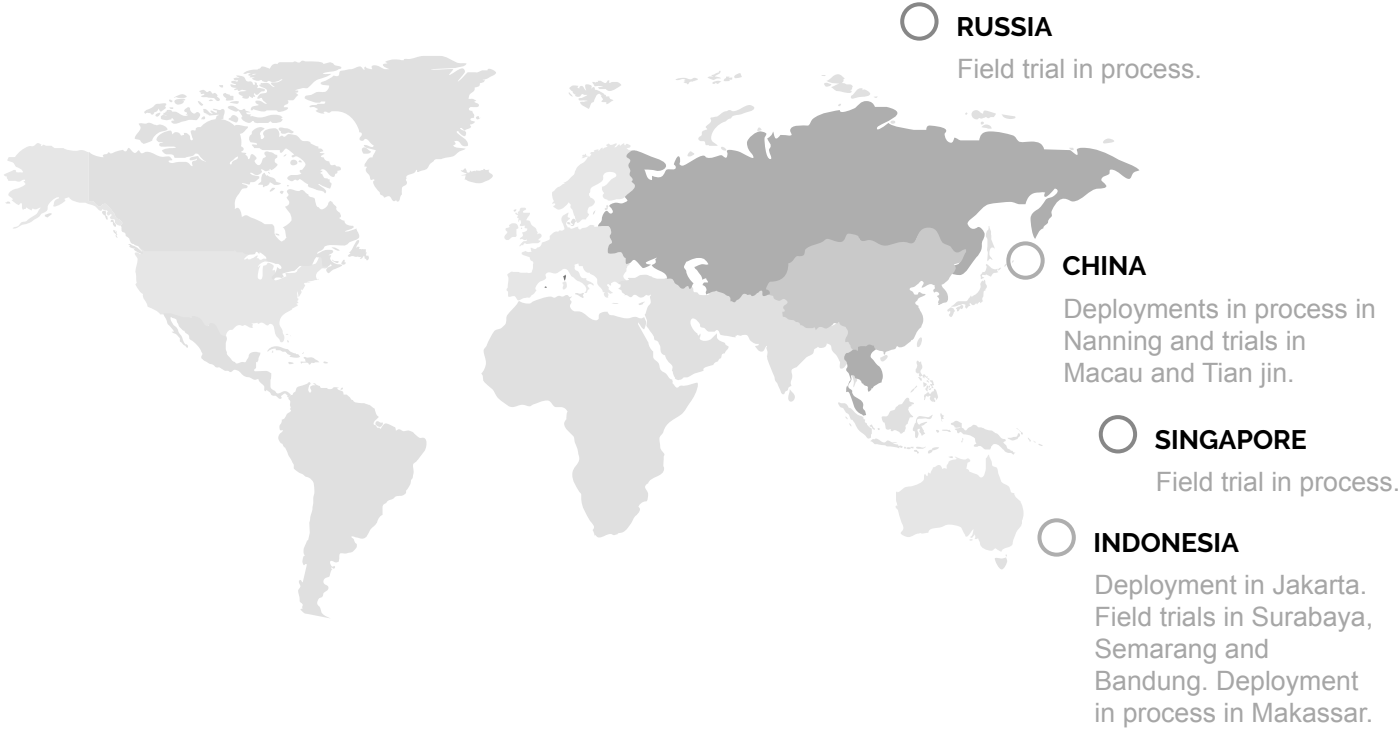 RUSSIA
Field trial in process.
CHINA
Deployments in process in
Nanning and trials in
Macau and Tian jin.
SINGAPORE
Field trial in process.
INDONESIA
Deployment in Jakarta.
Field trials in Surabaya,
Semarang and
Bandung. Deployment
in process in Makassar.